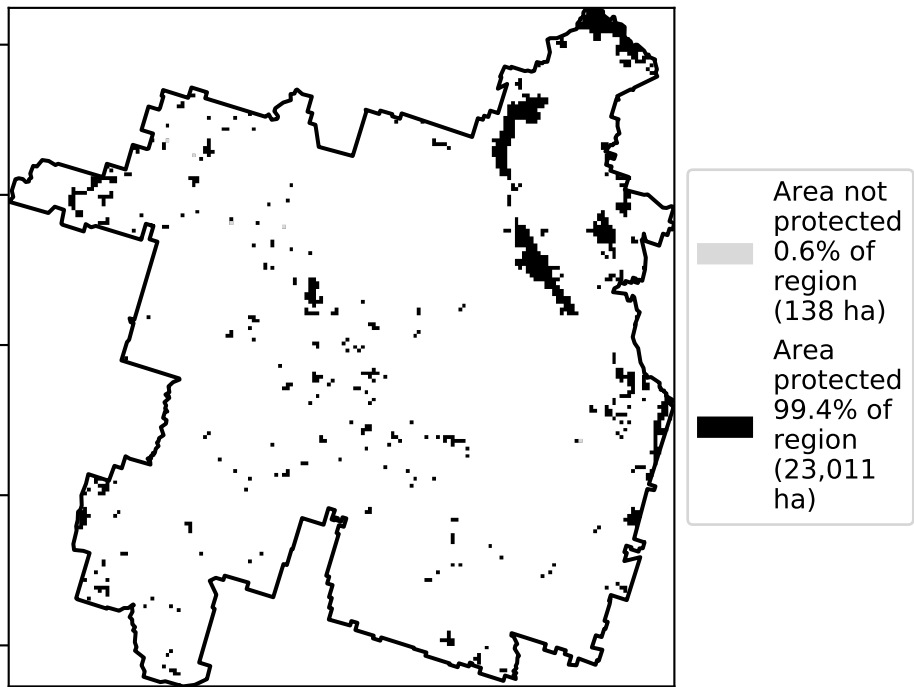 Area not
protected
0.6% of
region
(138 ha)
Area
protected
99.4% of
region
(23,011
ha)